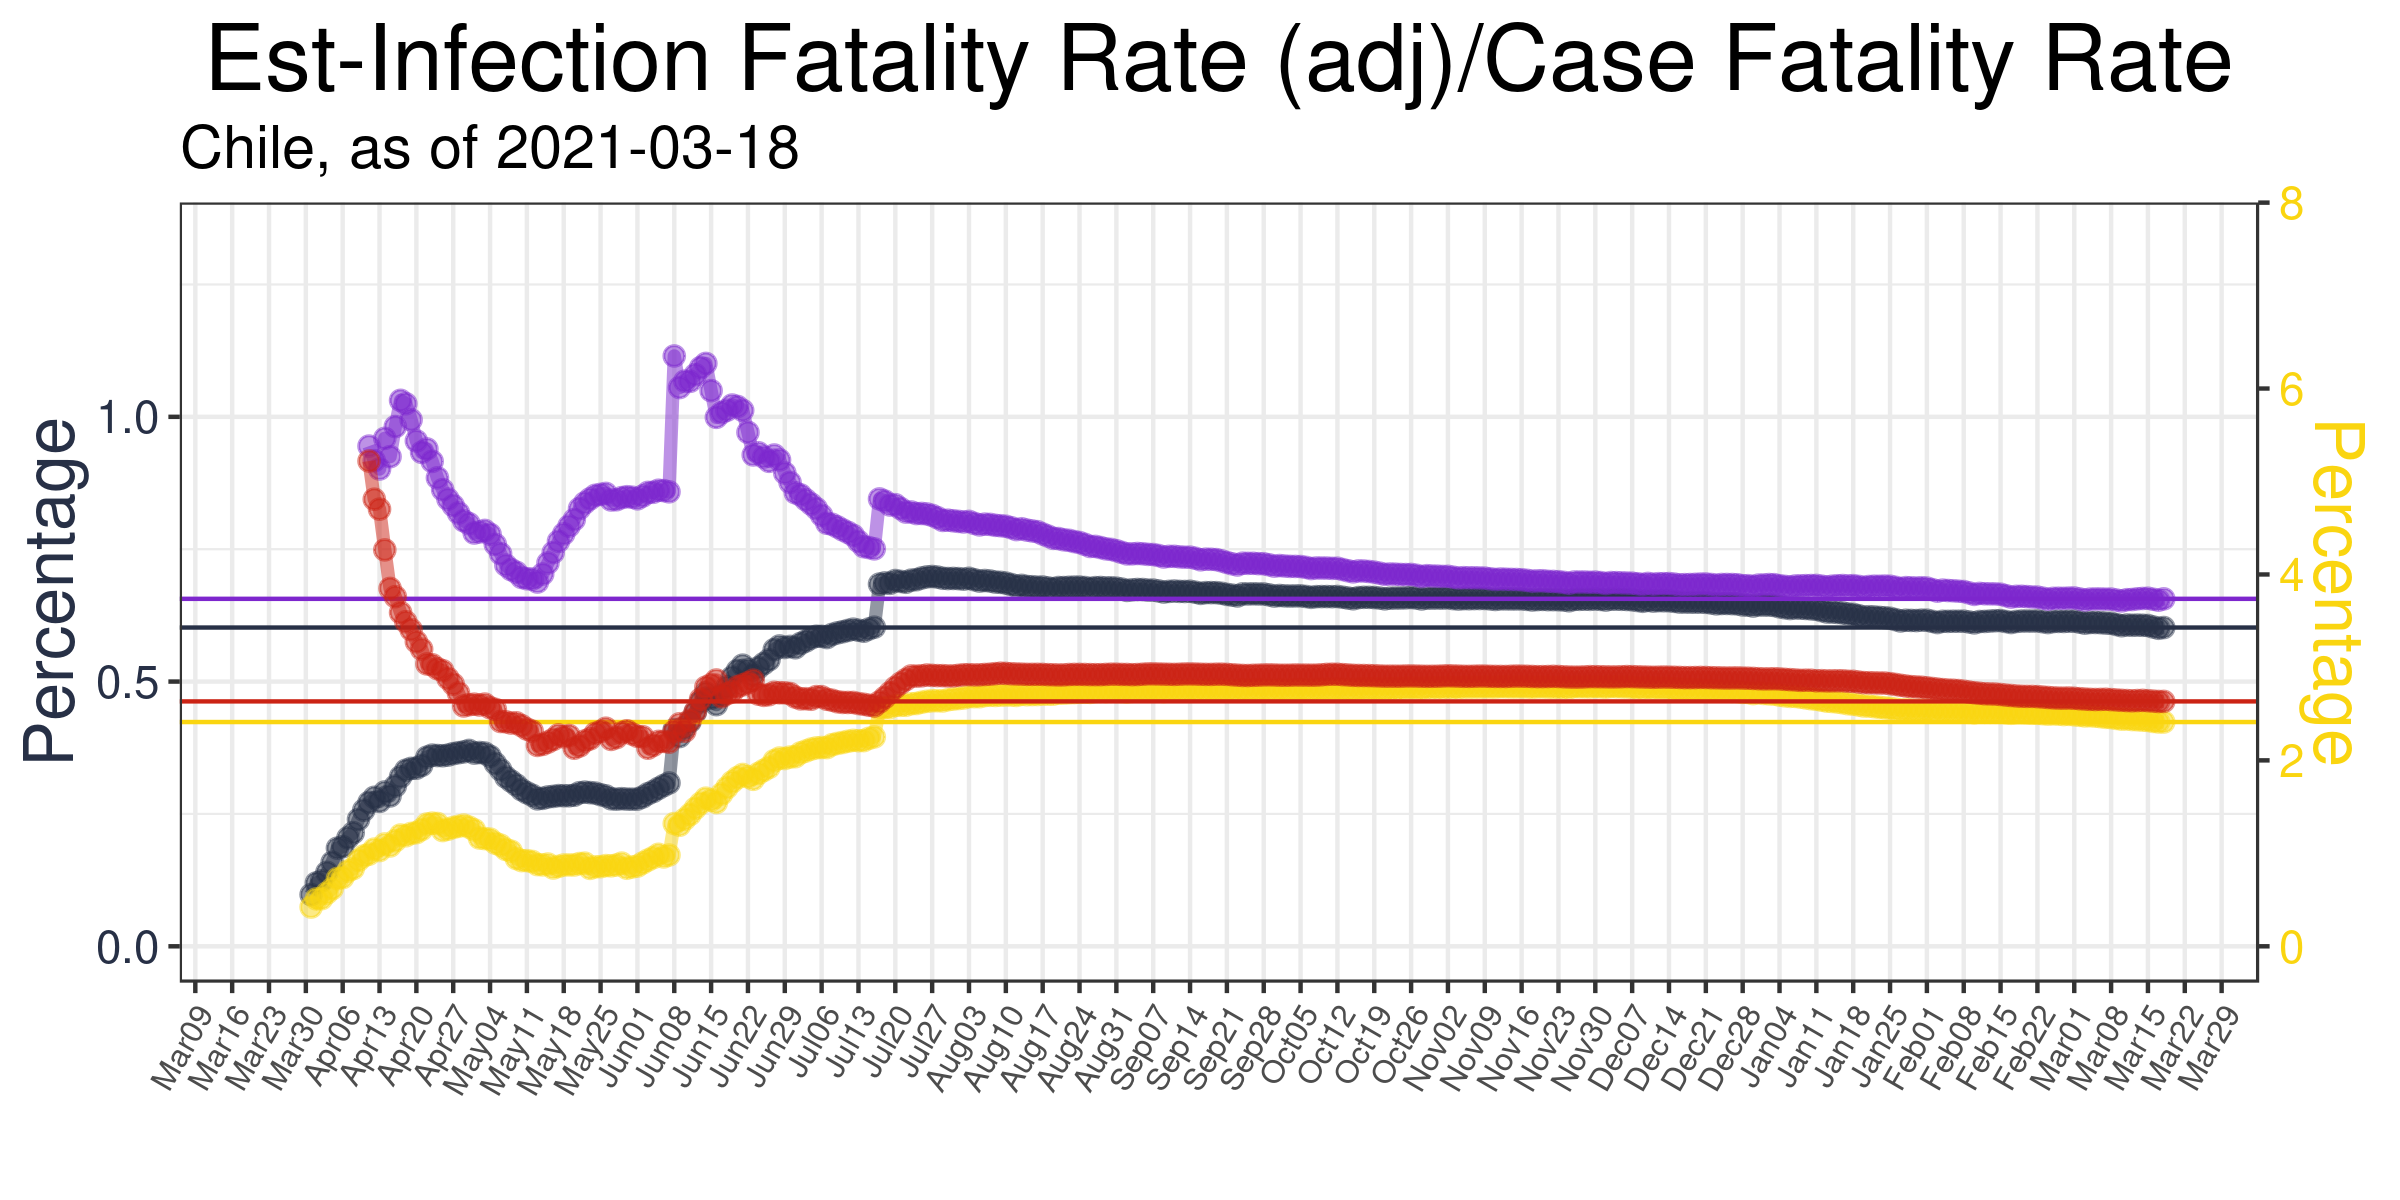 Est-Infection Fatality Rate (adj)/Case Fatality Rate
Chile, as of 2021-03-18
Percentage
1.0
0.5
0.0
8
6
4
2
0
Percentage
Mar09
Mar16
Mar23
Mar30
Apr06
Apr13
Apr20
Apr27
May04
May11
May18
May25
Jun01
Jun08
Jun15
Jun22
Jun29
Jul06
Jul13
Jul20
Jul27
Aug03
Aug10
Aug17
Aug24
Aug31
Sep07
Sep14
Sep21
Sep28
Oct05
Oct12
Oct19
Oct26
Nov02
Nov09
Nov16
Nov23
Nov30
Dec07
Dec14
Dec21
Dec28
Jan04
Jan11
Jan18
Jan25
Feb01
Feb08
Feb15
Feb22
Mar01
Mar08
Mar15
Mar22
Mar29